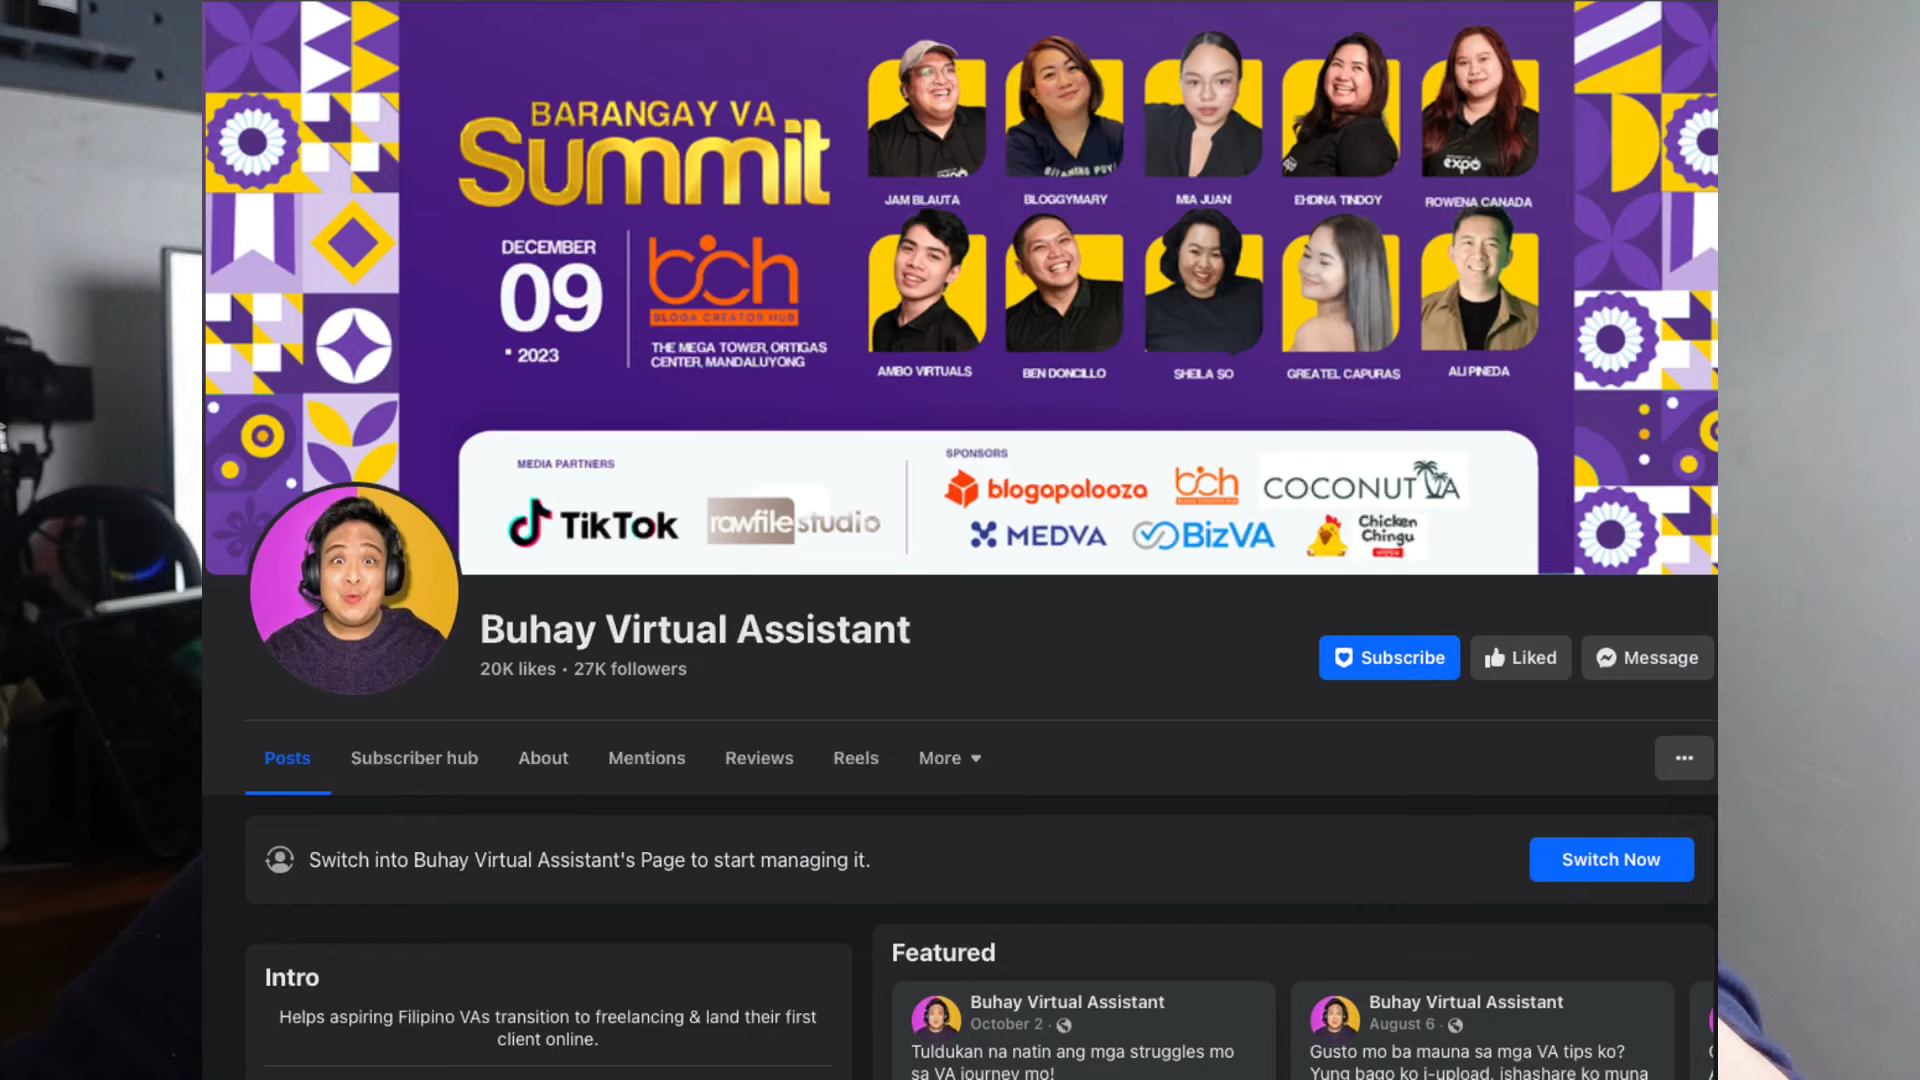 BARANGAY VA
Summit
DECEMBER
09
2023
bch
BLOGA CREATOR HUB
THE MEGA TOWER, ORTIGAS
CENTER, MANDALUYONG
expo
JAM BLAUTA
BLOGGYMARY
MIA JUAN
EHDINA TINDOY
ROWENA CANADA
AMBO VIRTUALS
BEN DONCILLO
SHEILA SO
GREATEL CAPURAS
ALI PINEDA
MEDIA PARTNERS
TikTok
rawfile studio
SPONSORS
blogapalooza
bch
COCONUT VA
MEDVA
BizVA
Chicken
Chingu
Buhay Virtual Assistant
20K likes • 27K followers
Subscribe
Liked
Message
Posts
Subscriber hub
About
Mentions
Reviews
Reels
More
Switch into Buhay Virtual Assistant's Page to start managing it.
Switch Now
Intro
Helps aspiring Filipino VAs transition to freelancing & land their first
client online.
Featured
Buhay Virtual Assistant
October 2 ·
Tuldukan na natin ang mga struggles mo
sa VA journey mo!
Buhay Virtual Assistant
August 6 ·
Gusto mo ba mauna sa mga VA tips ko?
Yung bago ko i-upload, ishashare ko muna